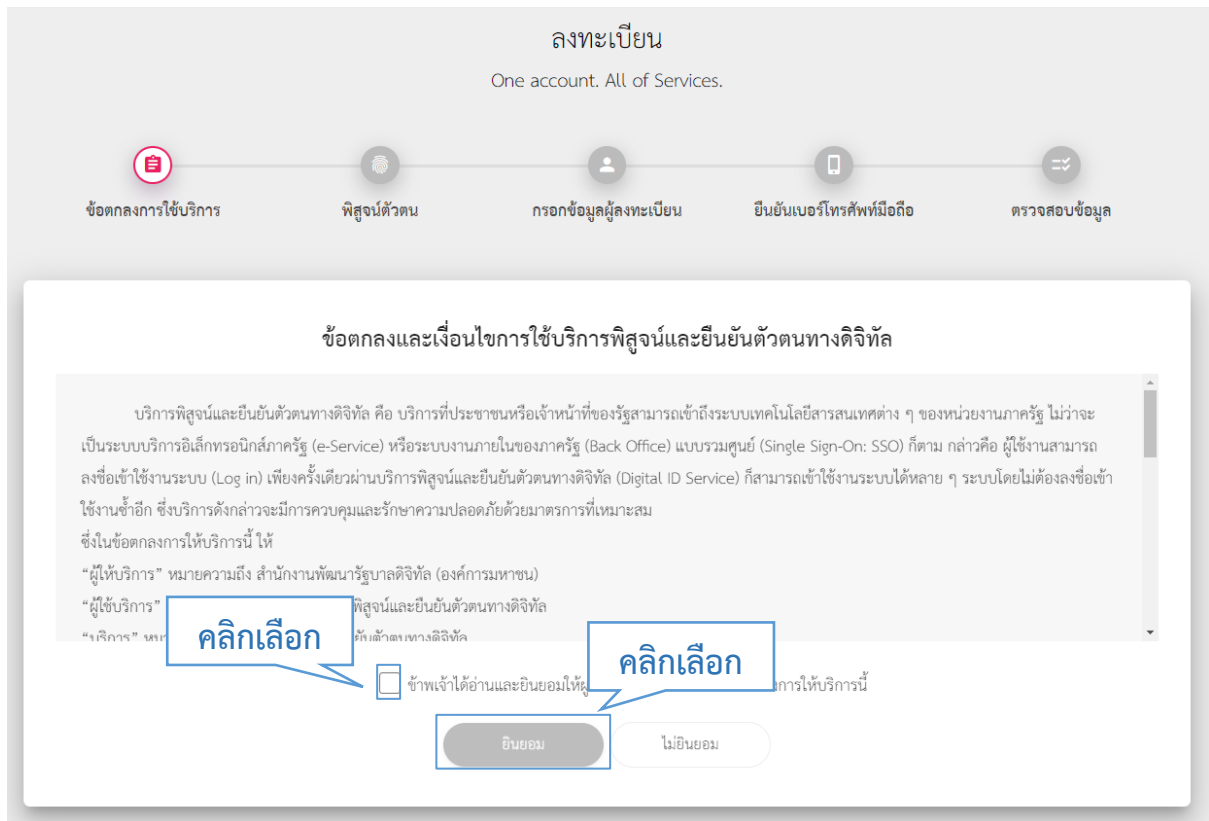 ลงทะเบียน
One account. All of Services.
ข้อตกลงการใช้บริการ
พิสูจน์ตัวตน
กรอกข้อมูลผู้ลงทะเบียน
ยืนยันเบอร์โทรศัพท์มือถือ
ตรวจสอบข้อมูล
ข้อตกลงและเงื่อนไขการใช้บริการพิสูจน์และยืนยันตัวตนทางดิจิทัล
บริการพิสูจน์และยืนยันตัวตนทางดิจิทัล คือ บริการที่ประชาชนหรือเจ้าหน้าที่ของรัฐสามารถเข้าถึงระบบเทคโนโลยีสารสนเทศต่าง ๆ ของหน่วยงานภาครัฐ ไม่ว่าจะ
เป็นระบบบริการอิเล็กทรอนิกส์ภาครัฐ (e-Service) หรือระบบงานภายในของภาครัฐ (Back Office) แบบรวมศูนย์ (Single Sign-On: SSO) ก็ตาม กล่าวคือ ผู้ใช้งานสามารถ
ลงชื่อเข้าใช้งานระบบ (Log in) เพียงครั้งเดียวผ่านบริการพิสูจน์และยืนยันตัวตนทางดิจิทัล (Digital ID Service) ก็สามารถเข้าใช้งานระบบได้หลาย ๆ ระบบโดยไม่ต้องลงชื่อเข้า
ใช้งานซ้ำอีก ซึ่งบริการดังกล่าวจะมีการควบคุมและรักษาความปลอดภัยด้วยมาตรการที่เหมาะสม
ซึ่งในข้อตกลงการให้บริการนี้ ให้
“ผู้ให้บริการ” หมายความถึง สำนักงานพัฒนารัฐบาลดิจิทัล (องค์การมหาชน)
“ผู้ใช้บริการ” พิสูจน์และยืนยันตัวตนทางดิจิทัล
“บริการ” ยันตัวตนทางดิจิทัล
คลิกเลือก
คลิกเลือก
ข้าพเจ้าได้อ่านและยินยอมให้ การให้บริการนี้
ยินยอม
ไม่ยินยอม